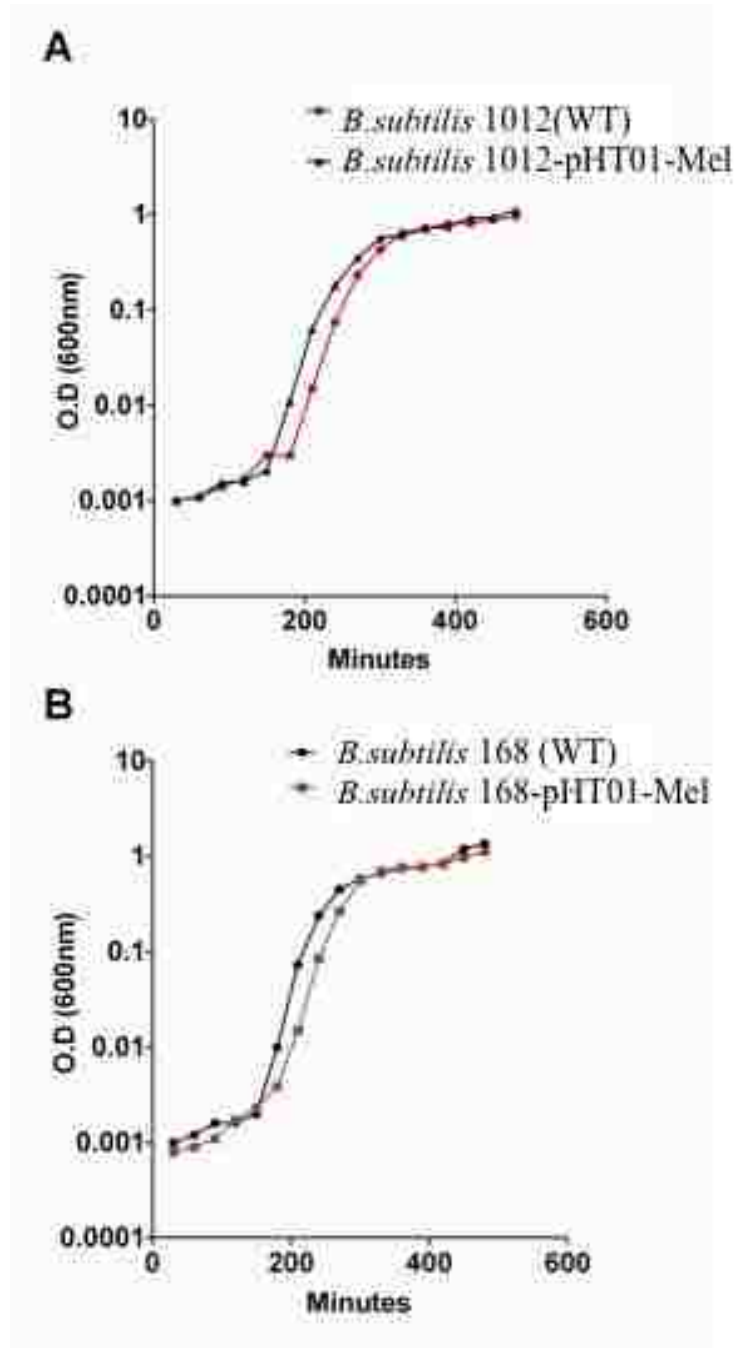 A
B.subtilis 1012(WT)
B.subtilis 1012-pHT01-Mel
10
1
0.1
0.01
0.001
0.0001
O.D (600nm)
0 200 400 600
Minutes
B
B.subtilis 168 (WT)
B.subtilis 168-pHT01-Mel
10
1
0.1
0.01
0.001
0.0001
O.D (600nm)
0 200 400 600
Minutes